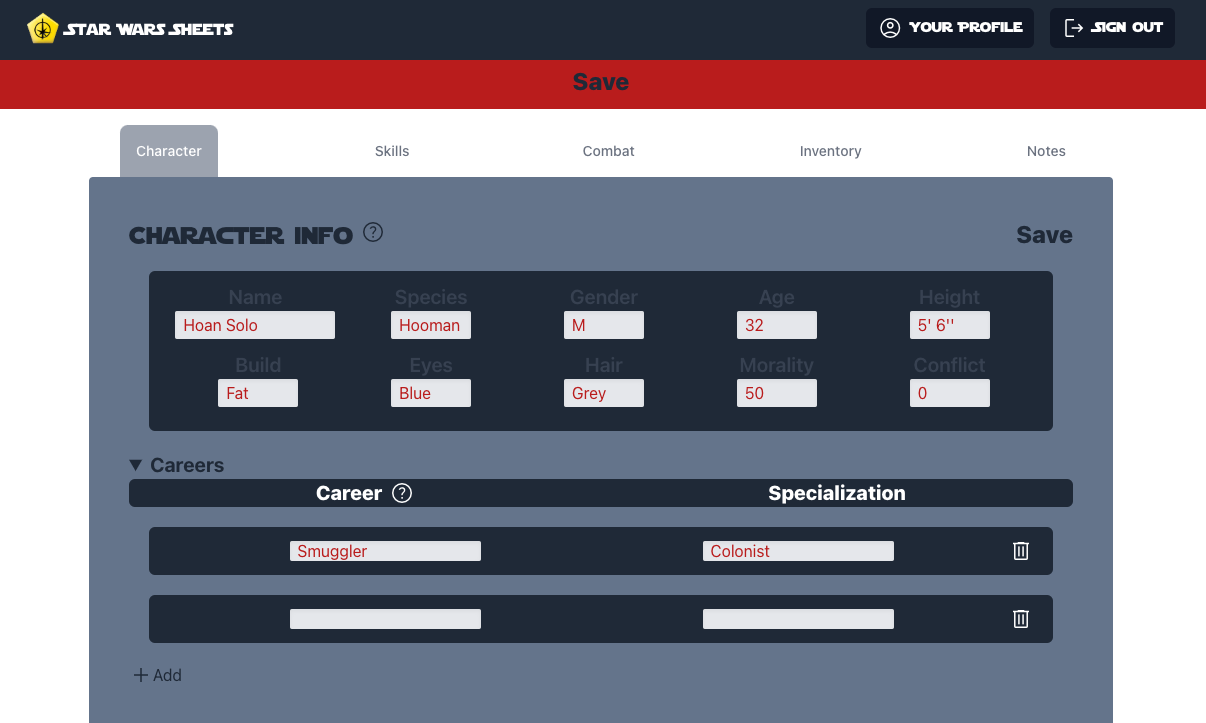 STAR WARS SHEETS
YOUR PROFILE
SIGN OUT
Save
Character Skills Combat Inventory Notes
CHARACTER INFO ? Save
Name Species Gender Age Height
Hoan Solo Hooman M 32 5' 6''
Build Eyes Hair Morality Conflict
Fat Blue Grey 50 0
▼ Careers
Career ? Specialization
Smuggler Colonist
+ Add